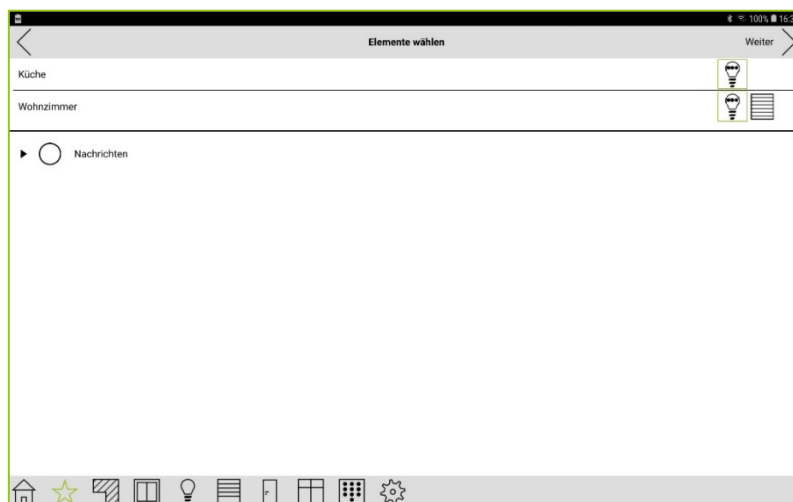 100% 16:3
Elemente wählen
Weiter
Küche
Wohnzimmer
Nachrichten